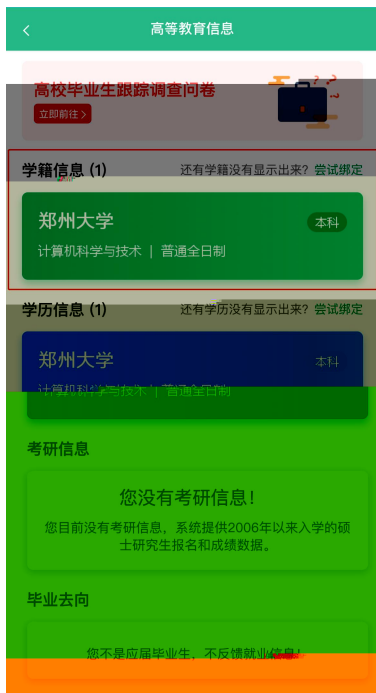 高等教育信息
高校毕业生跟踪调查问卷
立即前往>
学籍信息 (1) 还有学籍没有显示出来? 尝试绑定
郑州大学 本科
计算机科学与技术 | 普通全日制
学历信息 (1) 还有学历没有显示出来? 尝试绑定
郑州大学 本科
计算机科学与技术 | 普通全日制
考研信息
您没有考研信息!
您目前没有考研信息，系统提供2006年以来入学的硕
士研究生报名和成绩数据。
毕业去向
您不是应届毕业生，不反馈就业信息!